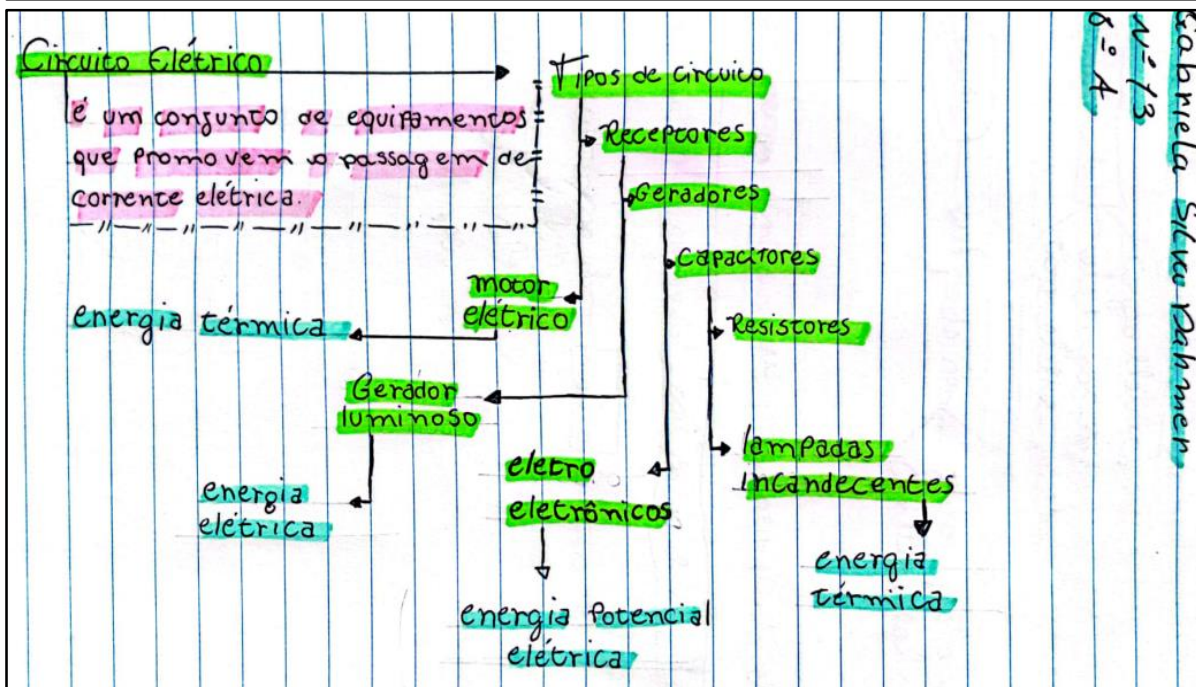 Circuito Elétrico
é um conjunto de equipamentos
que promovem a passagem de
corrente elétrica.
Tipos de circuito
Receptores
Geradores
Capacitores
Resistores
motor
elétrico
energia térmica
Gerador
luminoso
energia
elétrica
eletro
eletrônicos
energia potencial
elétrica
lampadas
incandecentes
energia
térmica
Gabriela Silva Dahmen
Nº 13
8º A